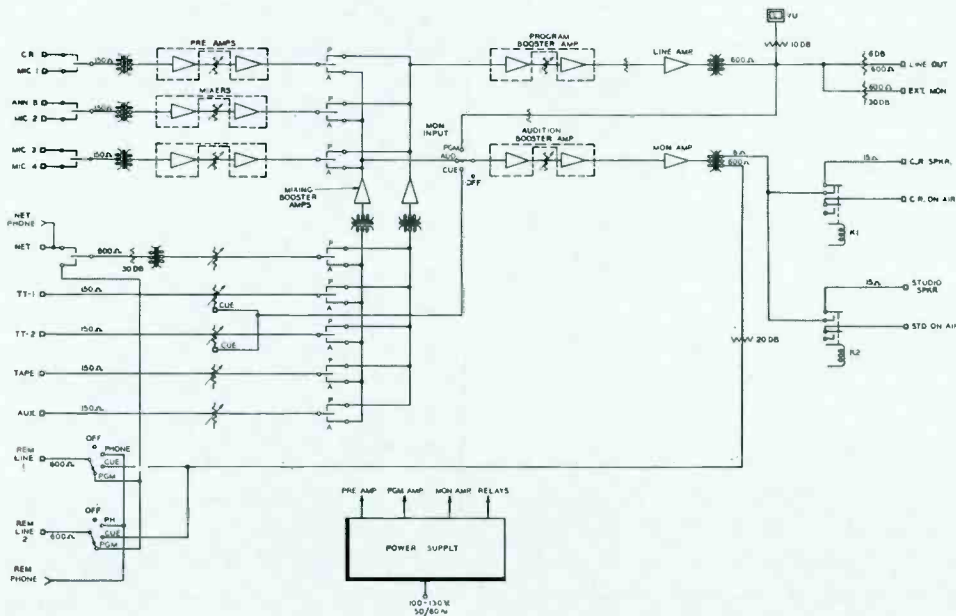 VU
PRE AMPS
PROGRAM
BOOSTER AMP
LINE AMP.
10 DB
C.R.
MIC 1
150Ω
P
A
600Ω
6 DB
600Ω
LINE OUT
600Ω
30 DB
EXT. MON
MIXERS
ANN B
MIC 2
150Ω
P
A
MON
INPUT
PGM
AUD
CUE
OFF
AUDITION
BOOSTER AMP
MON AMP.
MIC 3
MIC 4
150Ω
P
A
600Ω
15Ω
C.R SPKR.
C.R. ON AIR
K1
MIXING
BOOSTER
AMPS
NET
PHONE
NET
600Ω
30 DB
P
A
TT-1
150Ω
CUE
P
A
15Ω
STUDIO
SPKR
TT-2
150Ω
CUE
P
A
20 DB
STD ON AIR
TAPE
150Ω
P
A
AUX.
150Ω
P
A
REM
LINE
1
600Ω
OFF
PHONE
CUE
PGM
PRE AMP
PGM AMP
MON AMP.
RELAYS
REM
LINE
2
600Ω
OFF
PH
CUE
PGM
POWER SUPPLT
REM
PHONE
50/60